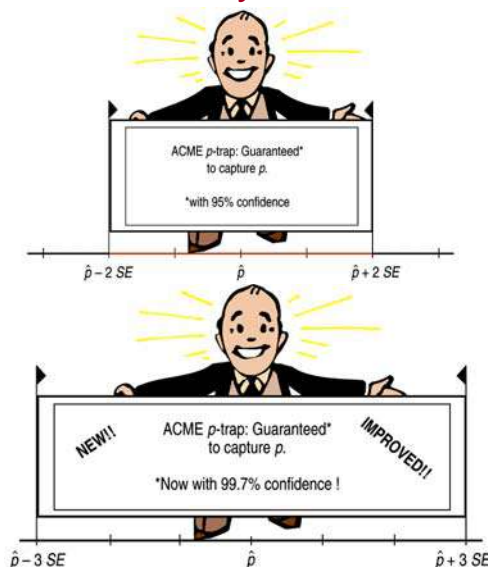 ACME p-trap: Guaranteed*
to capture p.
*with 95% confidence
p̂ – 2 SE p̂ p̂ + 2 SE
NEW!!
ACME p-trap: Guaranteed*
to capture p.
IMPROVED!!
*Now with 99.7% confidence !
p̂ – 3 SE p̂ p̂ + 3 SE